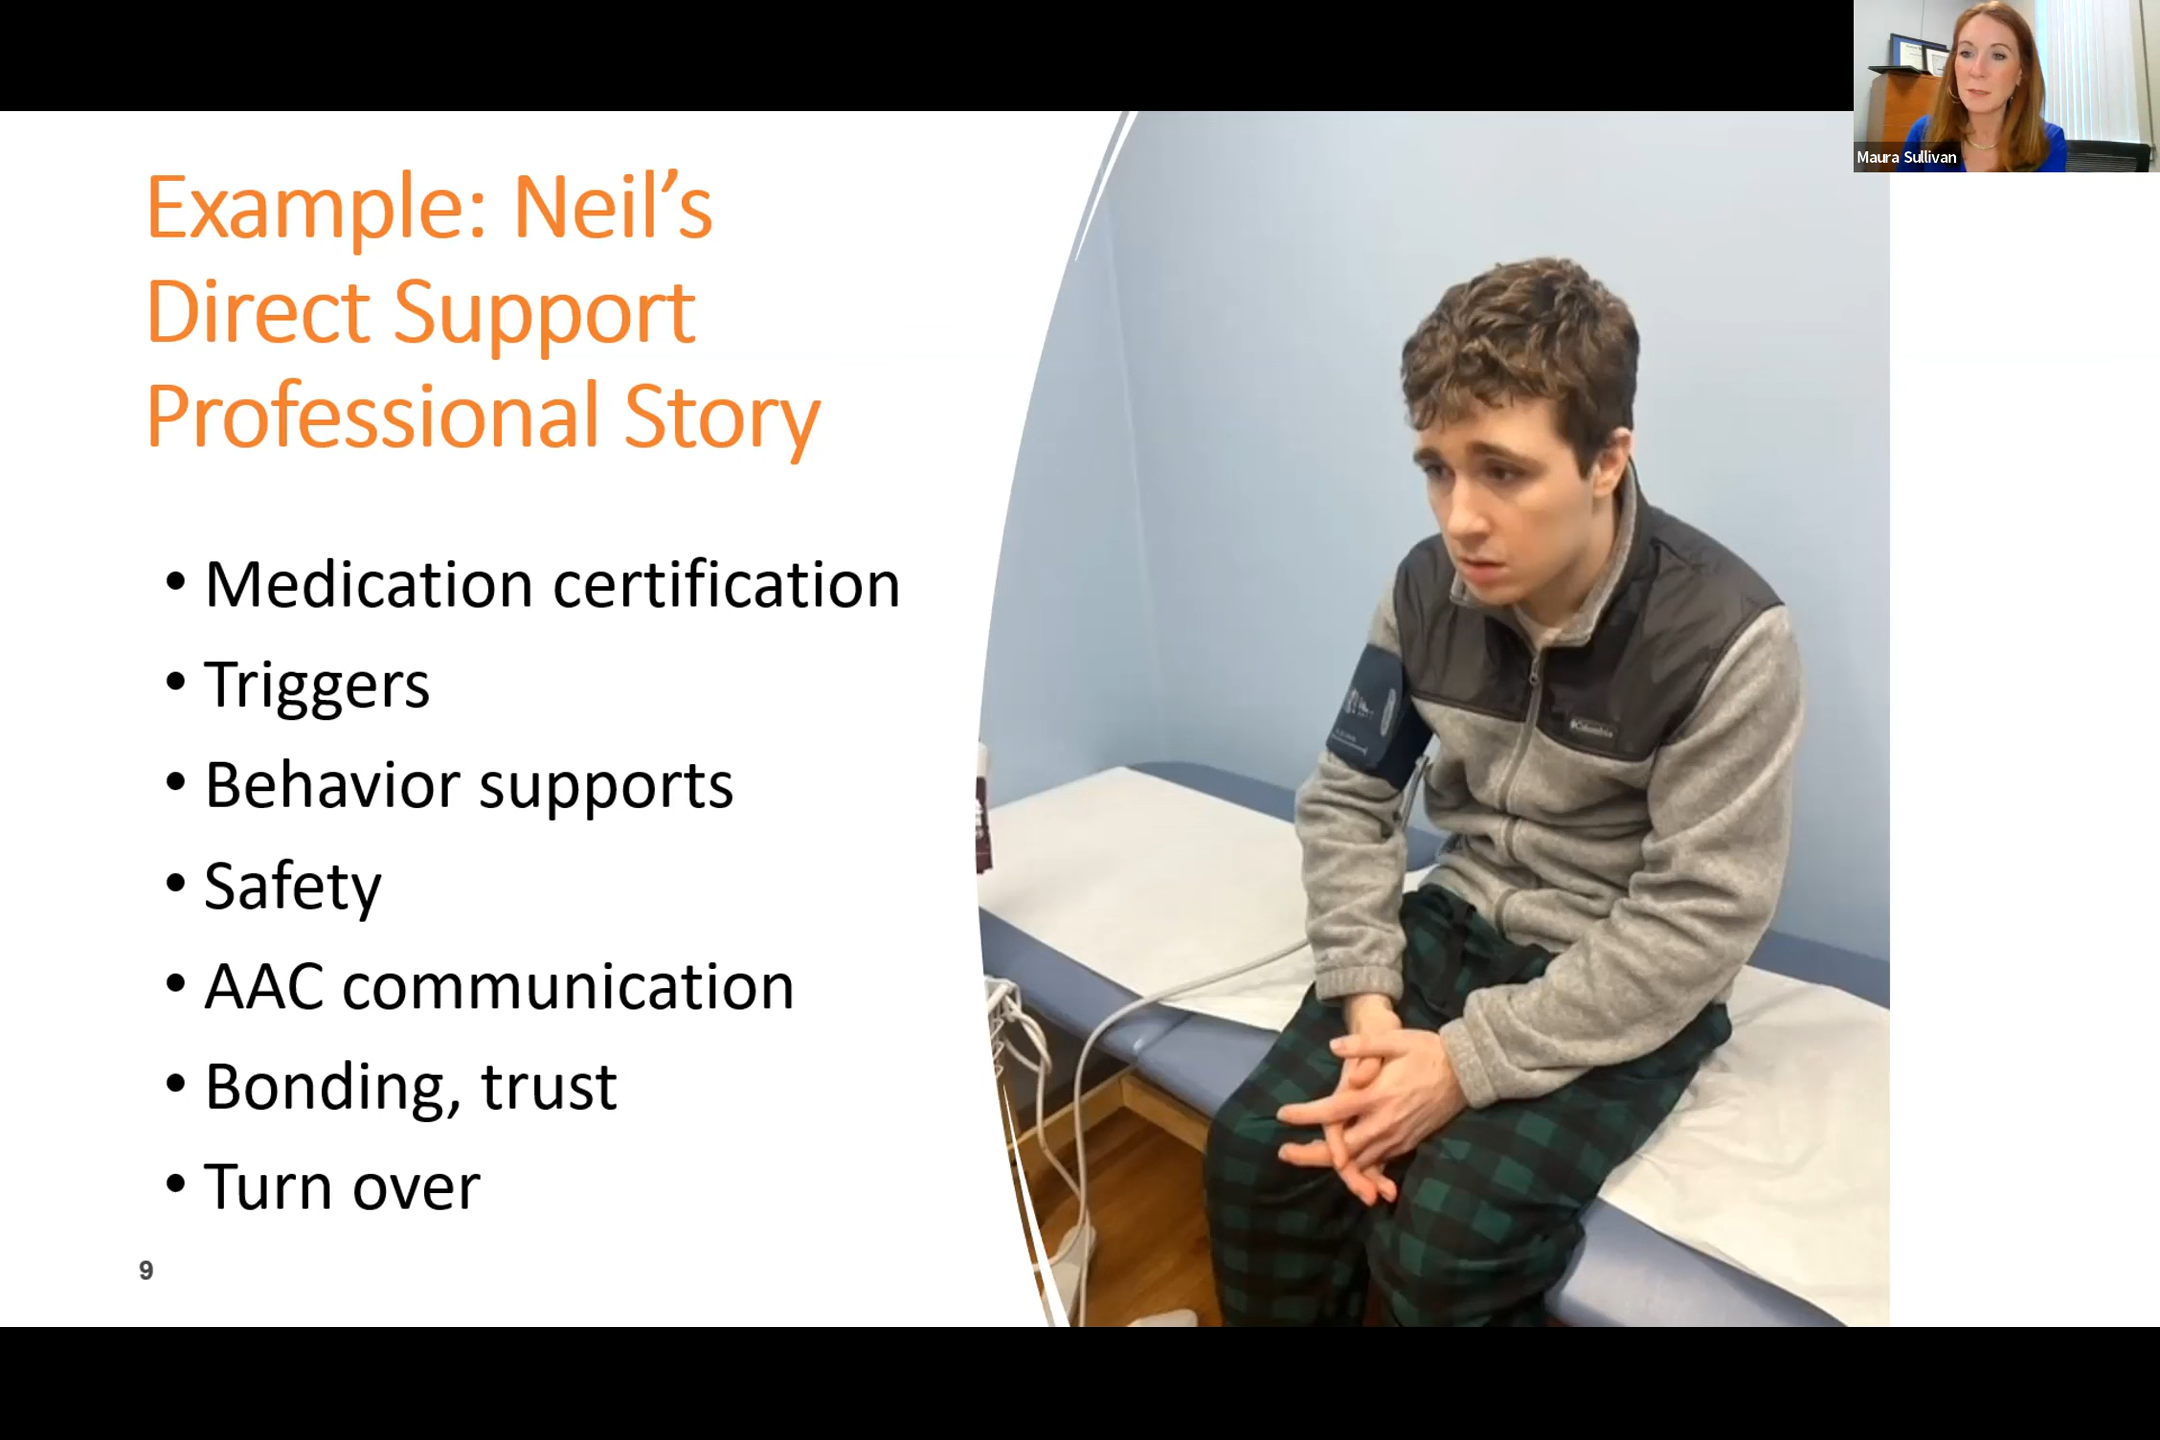 Maura Sullivan
Example: Neil’s
Direct Support
Professional Story
• Medication certification
• Triggers
• Behavior supports
• Safety
• AAC communication
• Bonding, trust
• Turn over
Columbia
9